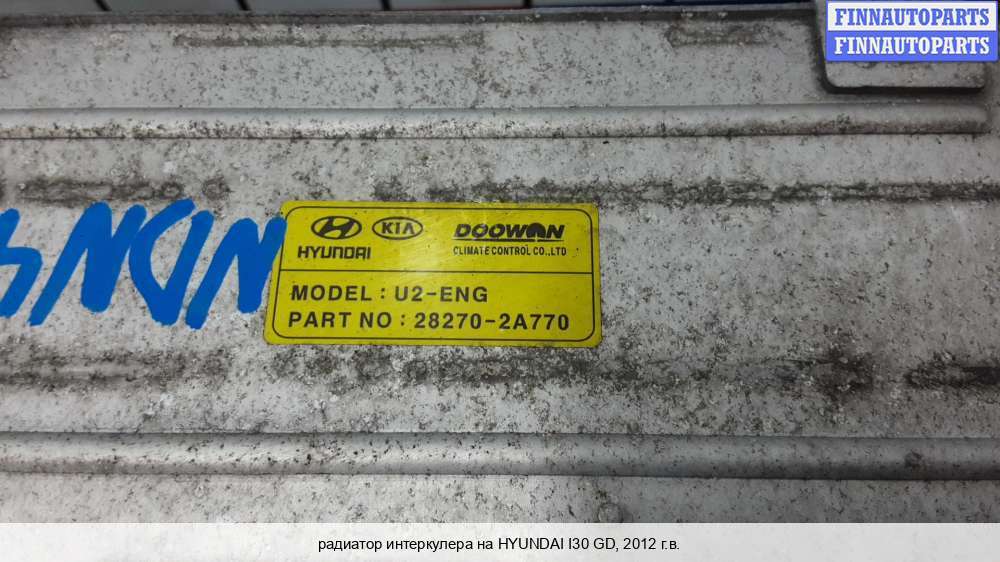 FINNAUTOPARTS
FINNAUTOPARTS
HYUNDAI KIA DOOWON
CLIMATE CONTROL CO.,LTD
MODEL : U2-ENG
PART NO : 28270-2A770
радиатор интеркулера на HYUNDAI I30 GD, 2012 г.в.